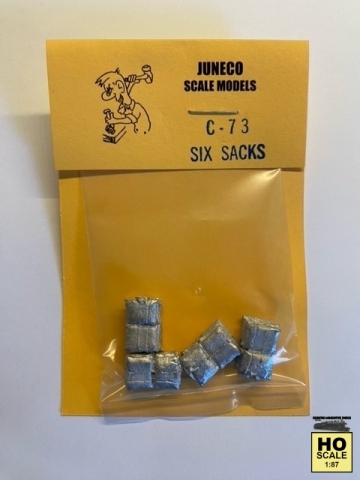 JUNECO
SCALE MODELS
C-73
SIX SACKS
HO
SCALE
1:87